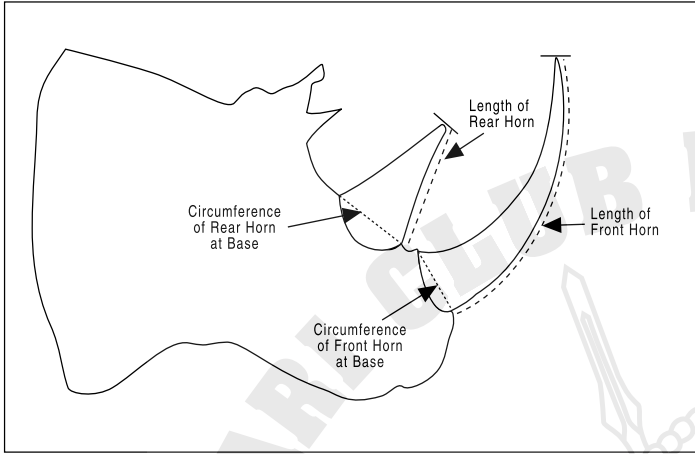 Length of
Rear Horn
Circumference
of Rear Horn
at Base
Length of
Front Horn
Circumference
of Front Horn
at Base
CLUB